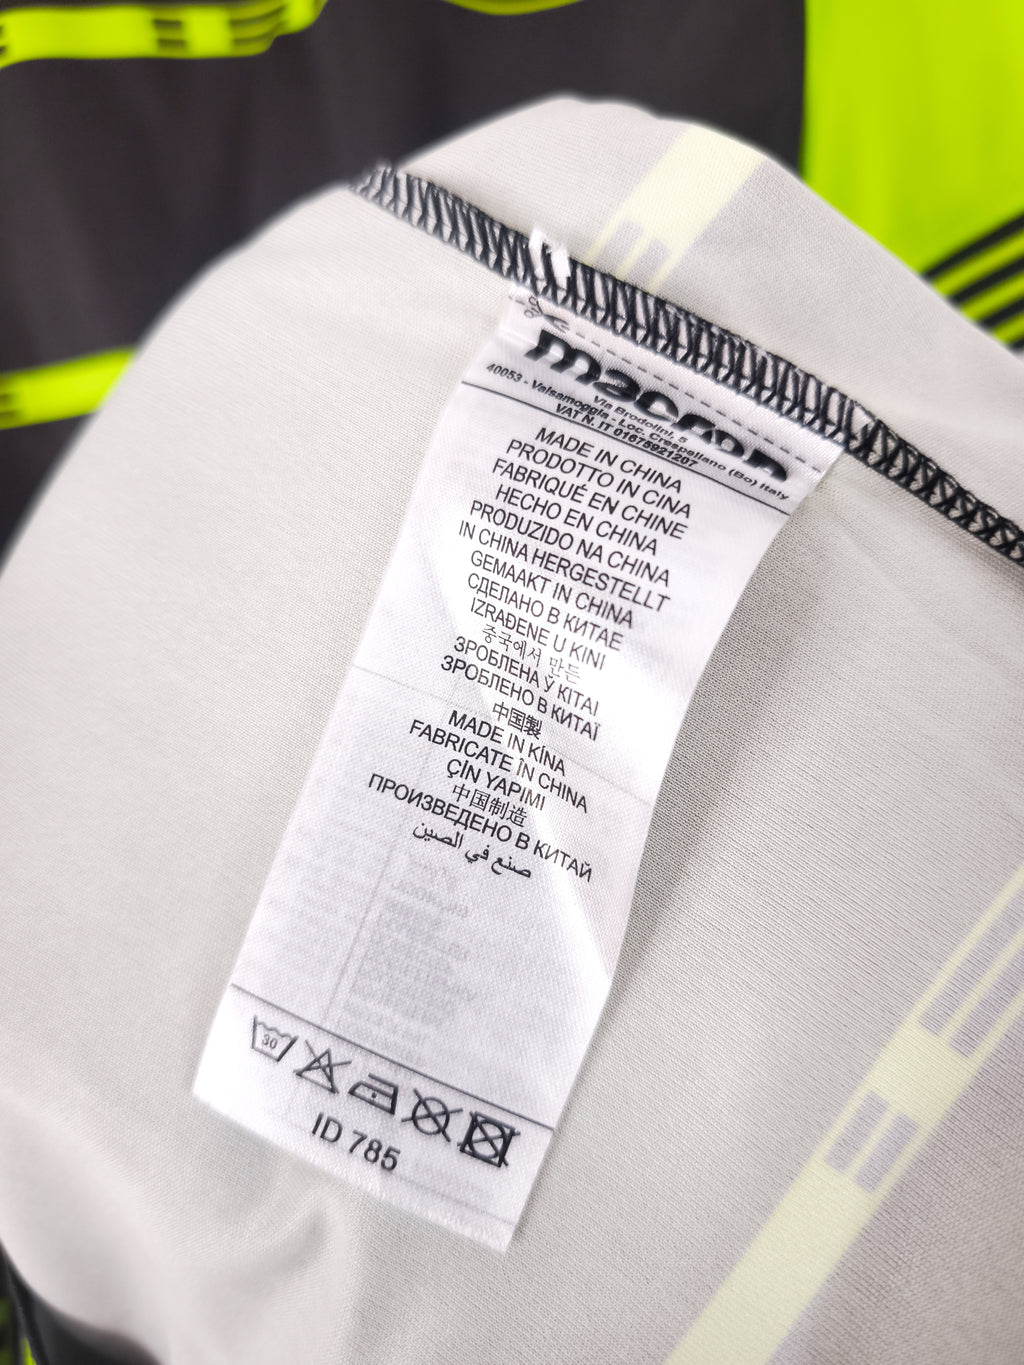 macron
Via Brodolini, 5
40053 - Valsamoggia - Loc. Crespellano (Bo) Italy
VAT N. IT 01675921207
MADE IN CHINA
PRODOTTO IN CINA
FABRIQUÉ EN CHINE
HECHO EN CHINA
PRODUZIDO NA CHINA
IN CHINA HERGESTELLT
GEMAAKT IN CHINA
СДЕЛАНО В КИТАЕ
IZRAĐENE U KINI
중국에서 만든
ЗРОБЛЕНА Ў КІТАІ
ЗРОБЛЕНО В КИТАЇ
中国製
MADE IN KÍNA
FABRICATE ÎN CHINA
ÇİN YAPIMI
中国制造
ПРОИЗВЕДЕНО В КИТАЙ
صنع في الصين
30
ID 785